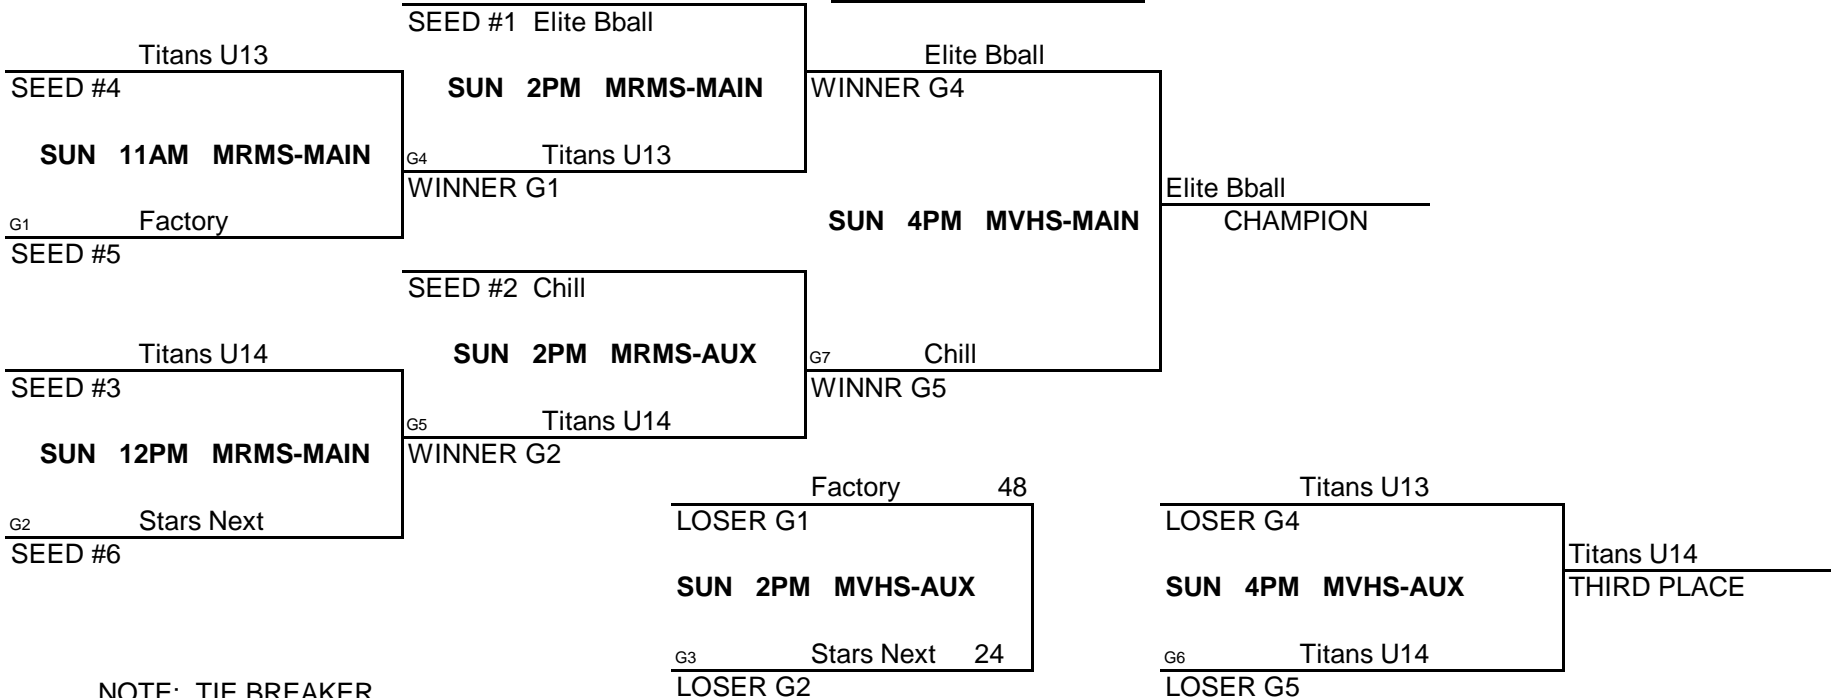 SEED #1 Elite Bball
Titans U13
Elite Bball
SEED #4
SUN 2PM MRMS-MAIN
WINNER G4
SUN 11AM MRMS-MAIN
G4 Titans U13
WINNER G1
Elite Bball
G1 Factory
SUN 4PM MVHS-MAIN
CHAMPION
SEED #5
SEED #2 Chill
Titans U14
SUN 2PM MRMS-AUX
G7 Chill
SEED #3
WINNR G5
G5 Titans U14
SUN 12PM MRMS-MAIN
WINNER G2
Factory 48
Titans U13
G2 Stars Next
LOSER G1
LOSER G4
SEED #6
Titans U14
SUN 2PM MVHS-AUX
SUN 4PM MVHS-AUX
THIRD PLACE
G3 Stars Next 24
G6 Titans U14
NOTE: TIE BREAKER
LOSER G2
LOSER G5